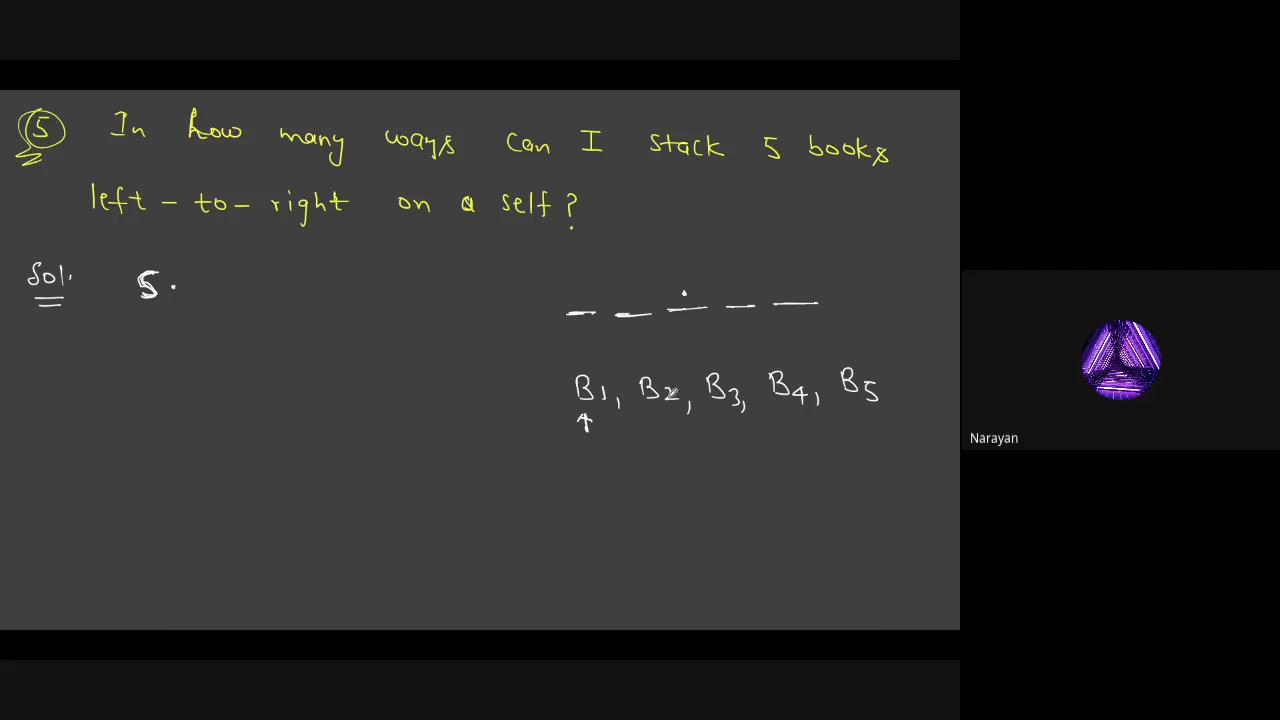 5 In how many ways can I stack 5 books
left-to-right on a self?
Sol. 5.
B1, B2, B3, B4, B5
Narayan